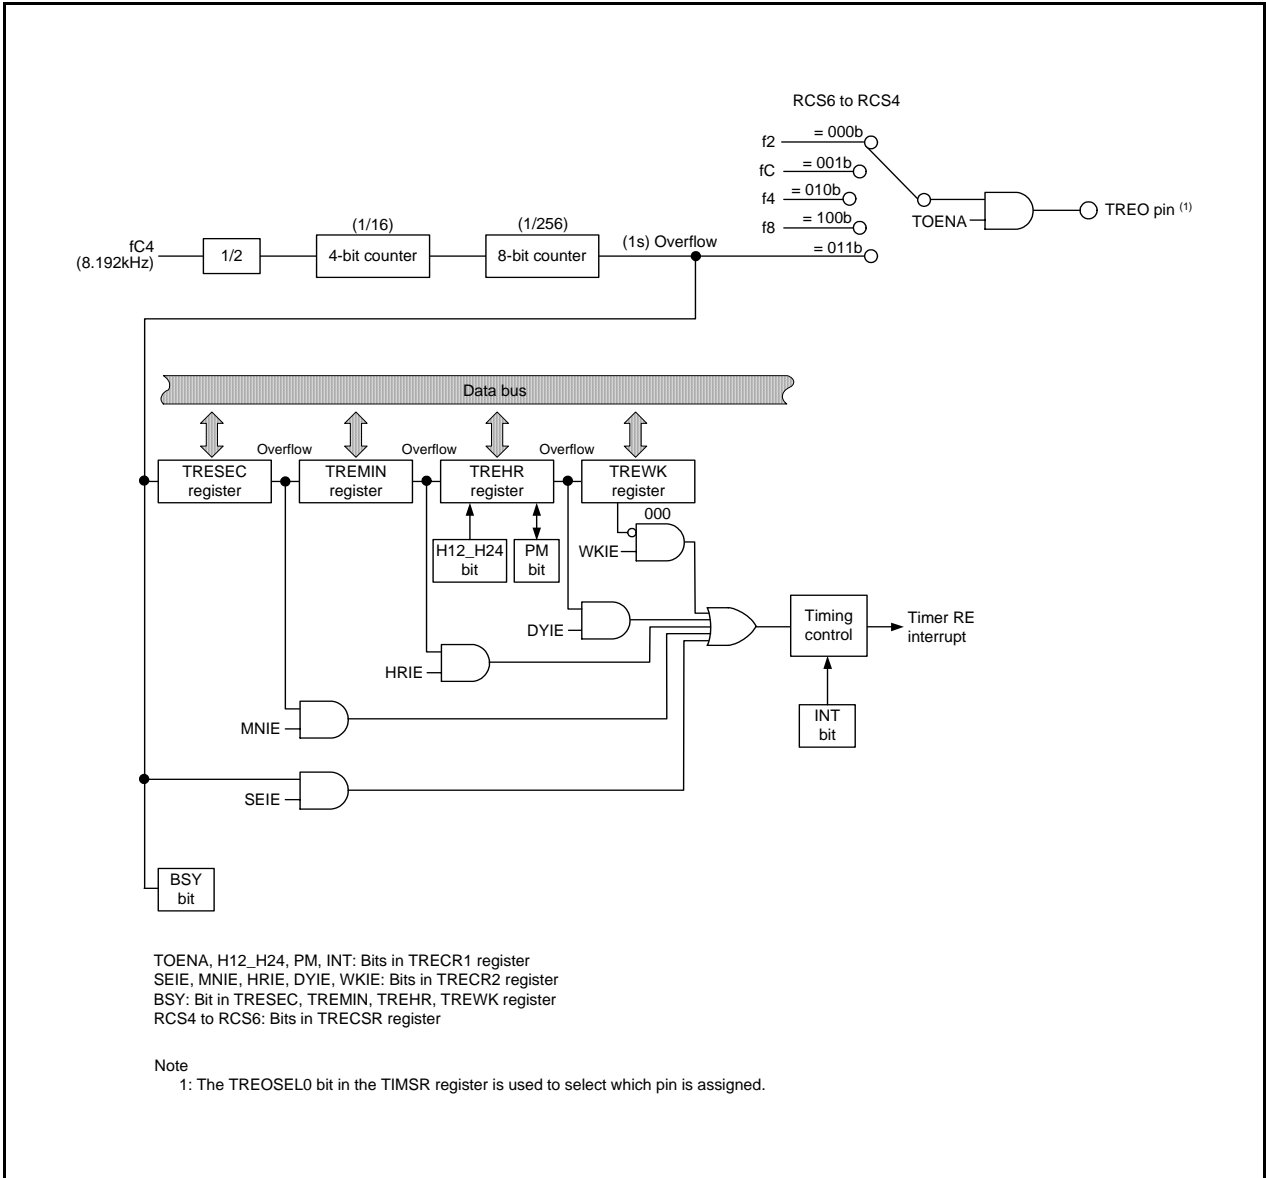 RCS6 to RCS4
f2 = 000b
fC = 001b
f4 = 010b
f8 = 100b
= 011b
TOENA
TREO pin (1)
fC4
(8.192kHz)
1/2
(1/16)
4-bit counter
(1/256)
8-bit counter
(1s) Overflow
Data bus
Overflow
Overflow
Overflow
TRESEC
register
TREMIN
register
TREHR
register
TREWK
register
H12_H24
bit
PM
bit
000
WKIE
DYIE
HRIE
MNIE
SEIE
Timing
control
Timer RE
interrupt
INT
bit
BSY
bit
TOENA, H12_H24, PM, INT: Bits in TRECR1 register
SEIE, MNIE, HRIE, DYIE, WKIE: Bits in TRECR2 register
BSY: Bit in TRESEC, TREMIN, TREHR, TREWK register
RCS4 to RCS6: Bits in TRECSR register
Note
1: The TREOSEL0 bit in the TIMSR register is used to select which pin is assigned.